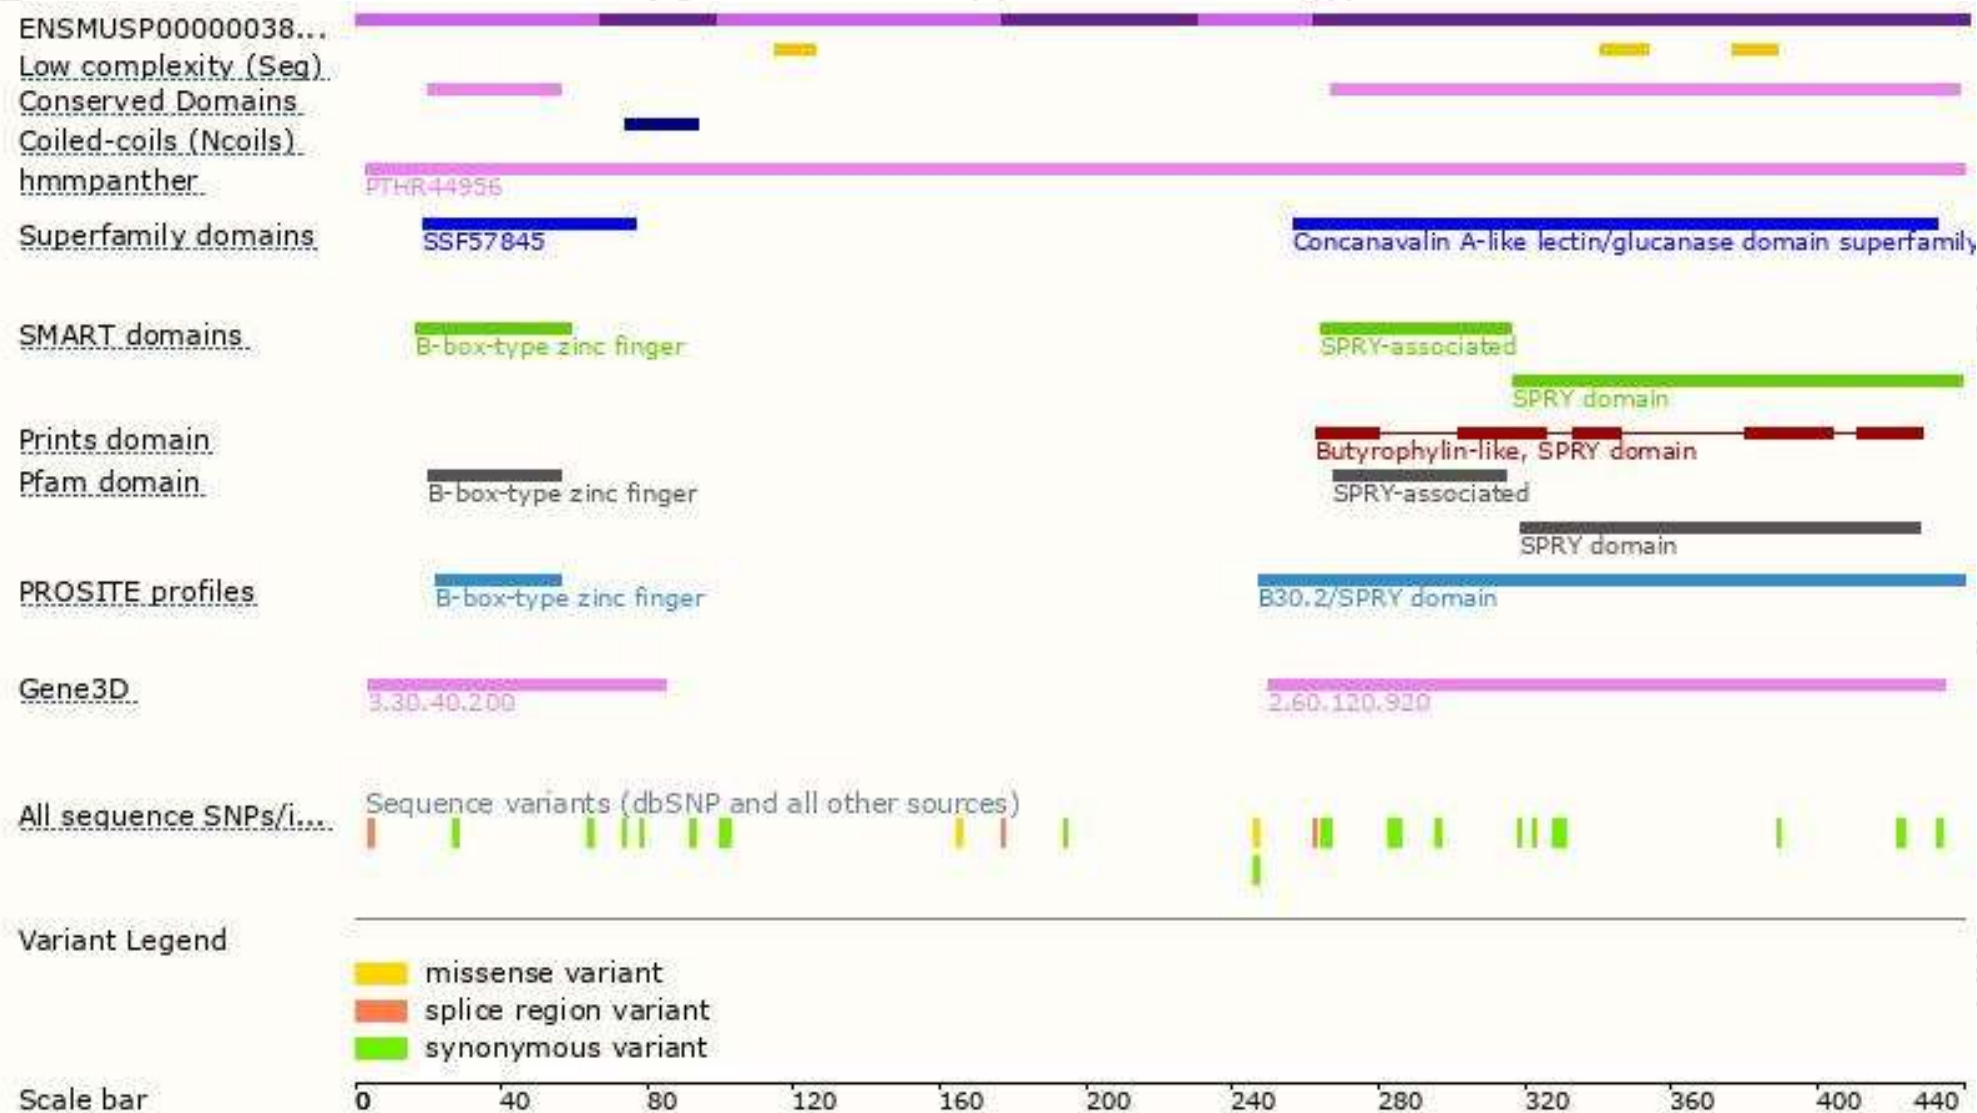 ENSMUSP00000038...
Low complexity (Seg)
Conserved Domains
Coiled-coils (Ncoils)
hmmpanther
PTHR44956
Superfamily domains
SSF57845
Concanavalin A-like lectin/glucanase domain superfamily
SMART domains
B-box-type zinc finger
SPRY-associated
SPRY domain
Prints domain
Butyrophylin-like, SPRY domain
Pfam domain
B-box-type zinc finger
SPRY-associated
SPRY domain
PROSITE profiles
B-box-type zinc finger
B30.2/SPRY domain
Gene3D
3.30.40.200
2.60.120.920
Sequence variants (dbSNP and all other sources)
All sequence SNPs/i...
Variant Legend
missense variant
splice region variant
synonymous variant
Scale bar
0 40 80 120 160 200 240 280 320 360 400 440